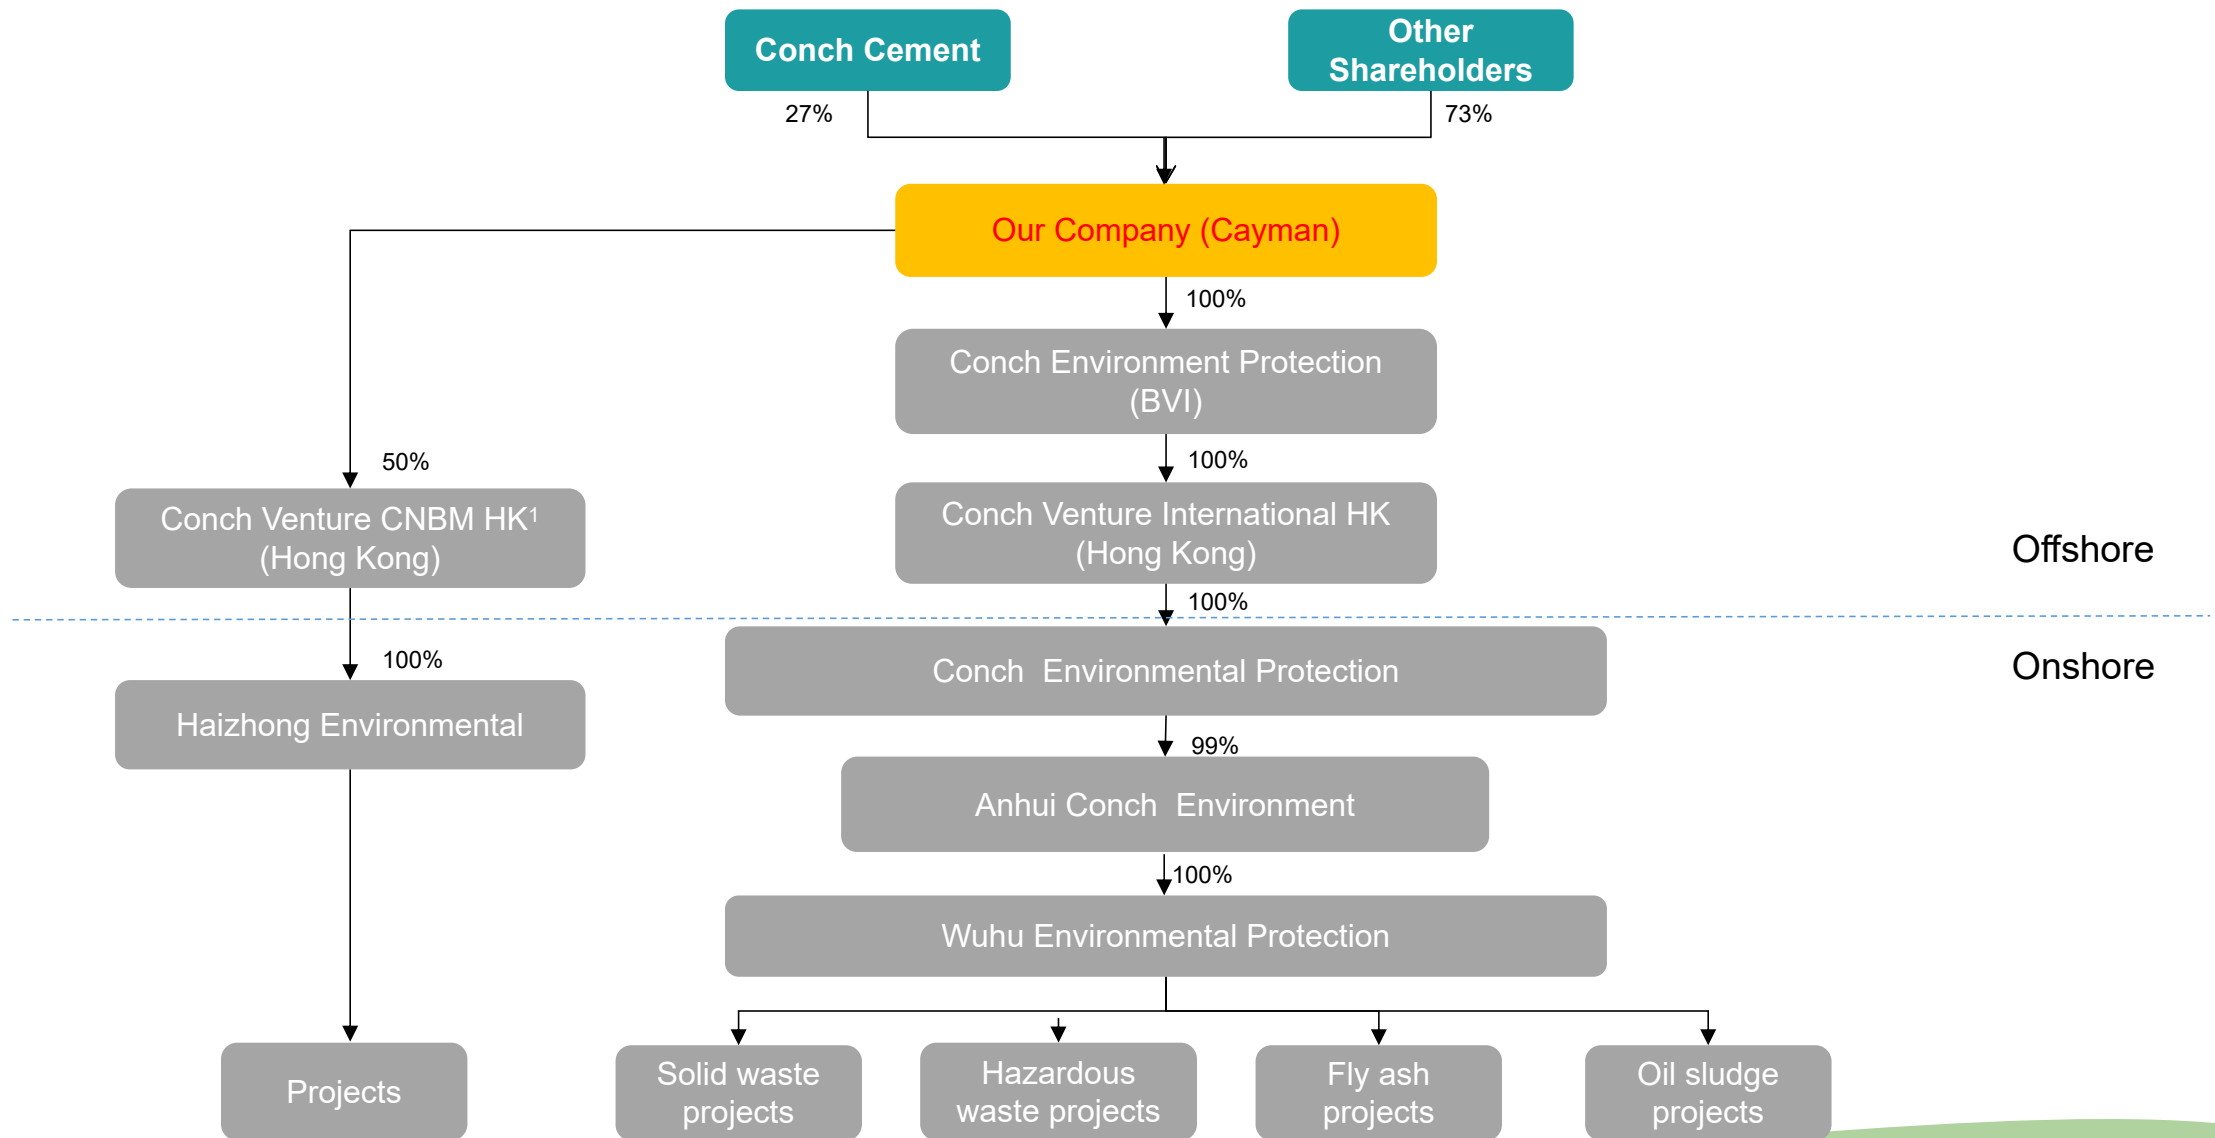 Conch Cement
Other
Shareholders
27%
73%
Our Company (Cayman)
100%
Conch Environment Protection
(BVI)
50%
100%
Conch Venture CNBM HK¹
(Hong Kong)
Conch Venture International HK
(Hong Kong)
Offshore
100%
100%
Conch  Environmental Protection
Onshore
Haizhong Environmental
99%
Anhui Conch  Environment
100%
Wuhu Environmental Protection
Projects
Solid waste
projects
Hazardous
waste projects
Fly ash
projects
Oil sludge
projects